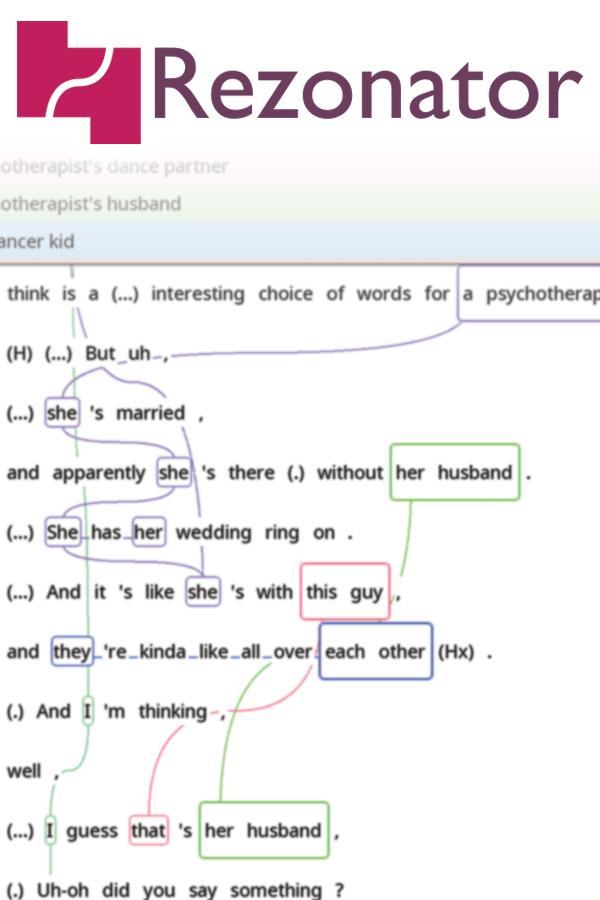 Rezonator
otherapist's dance partner
otherapist's husband
ancer kid
think is a (...) interesting choice of words for a psychotherap
(H) (...) But uh ,
(...) she 's married ,
and apparently she 's there (.) without her husband .
(...) She has her wedding ring on .
(...) And it 's like she 's with this guy ,
and they 're kinda like all over each other (Hx) .
(.) And I 'm thinking ,
well ,
(...) I guess that 's her husband ,
(.) Uh-oh did you say something ?